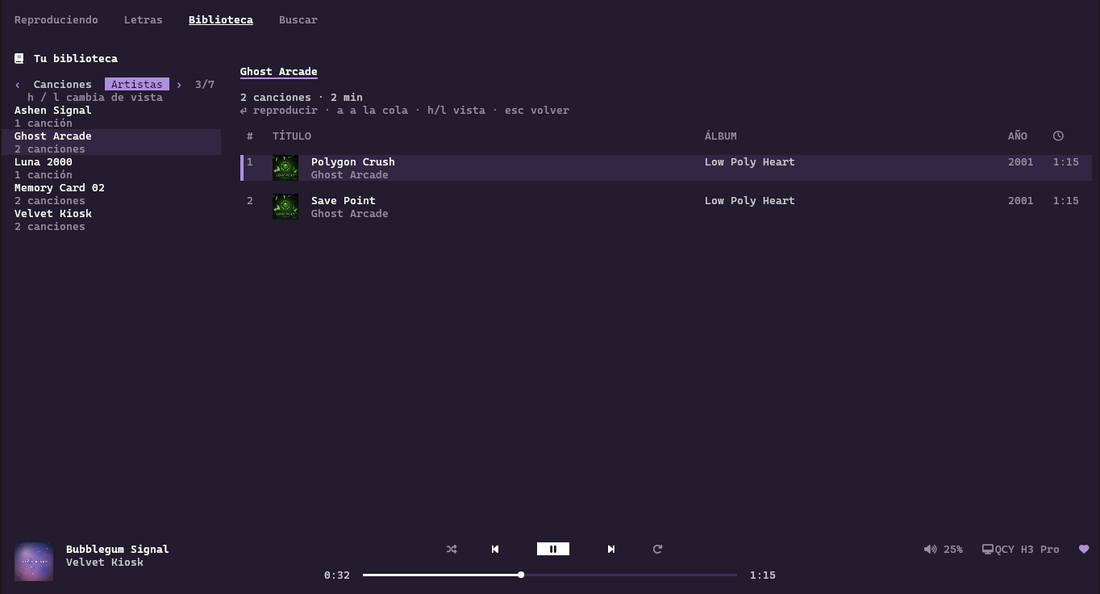 Reproduciendo Letras Biblioteca Buscar
Tu biblioteca
‹ Canciones Artistas › 3/7
h / l cambia de vista
Ashen Signal
1 canción
Ghost Arcade
2 canciones
Luna 2000
1 canción
Memory Card 02
2 canciones
Velvet Kiosk
2 canciones
Ghost Arcade
2 canciones · 2 min
↵ reproducir · a a la cola · h/l vista · esc volver
# TÍTULO ÁLBUM AÑO
1 Polygon Crush Low Poly Heart 2001 1:15
Ghost Arcade
2 Save Point Low Poly Heart 2001 1:15
Ghost Arcade
Bubblegum Signal
Velvet Kiosk
0:32 1:15
25% QCY H3 Pro